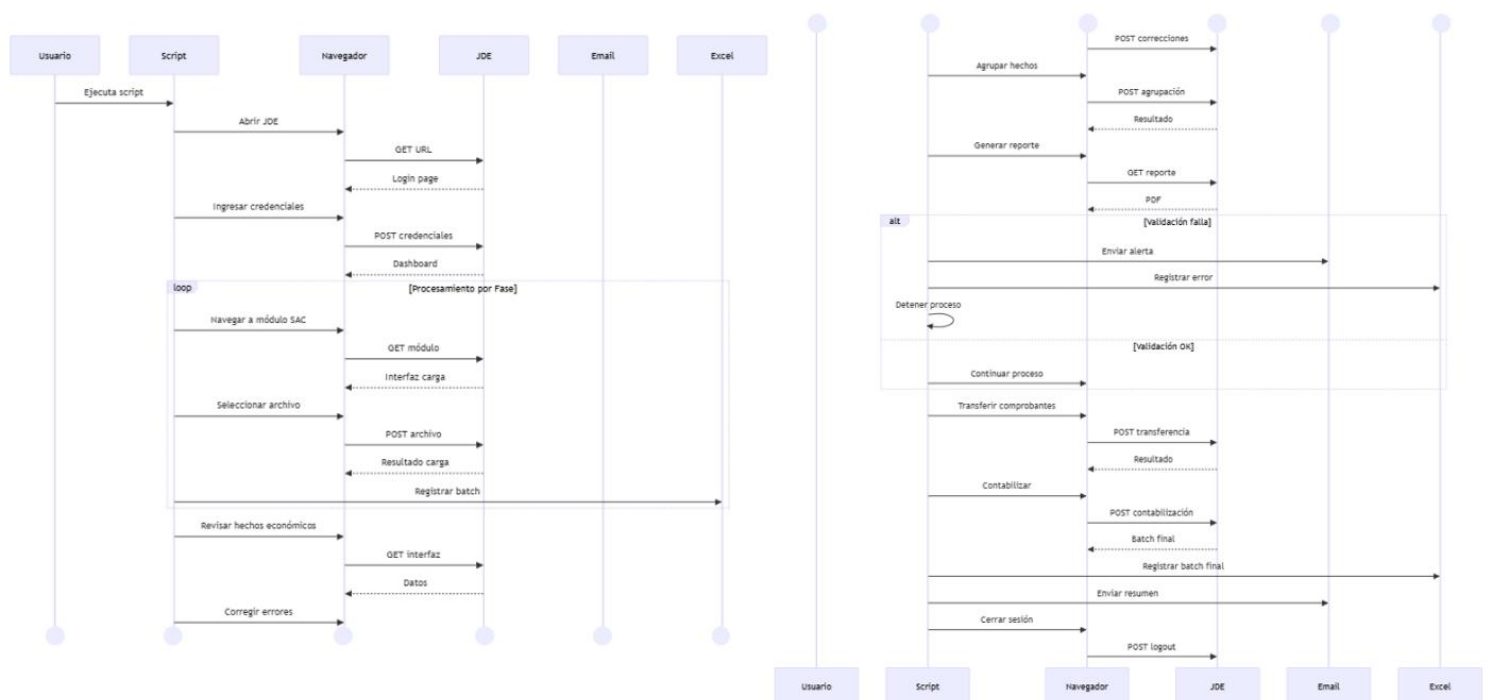 Usuario
Script
Navegador
JDE
Email
Excel
Ejecuta script
Abrir JDE
GET URL
Login page
Ingresar credenciales
POST credenciales
Dashboard
loop
[Procesamiento por Fase]
Navegar a módulo SAC
GET módulo
Interfaz carga
Seleccionar archivo
POST archivo
Resultado carga
Registrar batch
Revisar hechos económicos
GET interfaz
Datos
Corregir errores
POST correcciones
Agrupar hechos
POST agrupación
Resultado
Generar reporte
GET reporte
PDF
alt
[Validación falla]
Enviar alerta
Registrar error
Detener proceso
[Validación OK]
Continuar proceso
Transferir comprobantes
POST transferencia
Resultado
Contabilizar
POST contabilización
Batch final
Registrar batch final
Enviar resumen
Cerrar sesión
POST logout
Usuario
Script
Navegador
JDE
Email
Excel